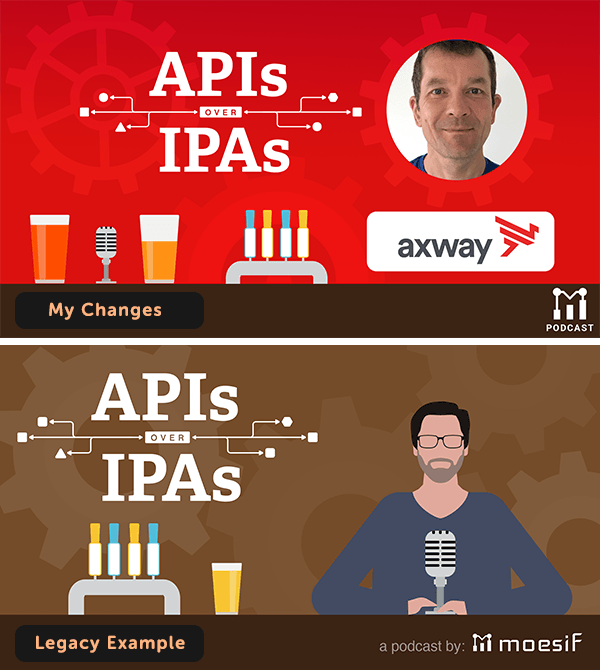 APIs
OVER
IPAs
axway
My Changes
PODCAST
APIs
OVER
IPAs
Legacy Example
a podcast by: moesif